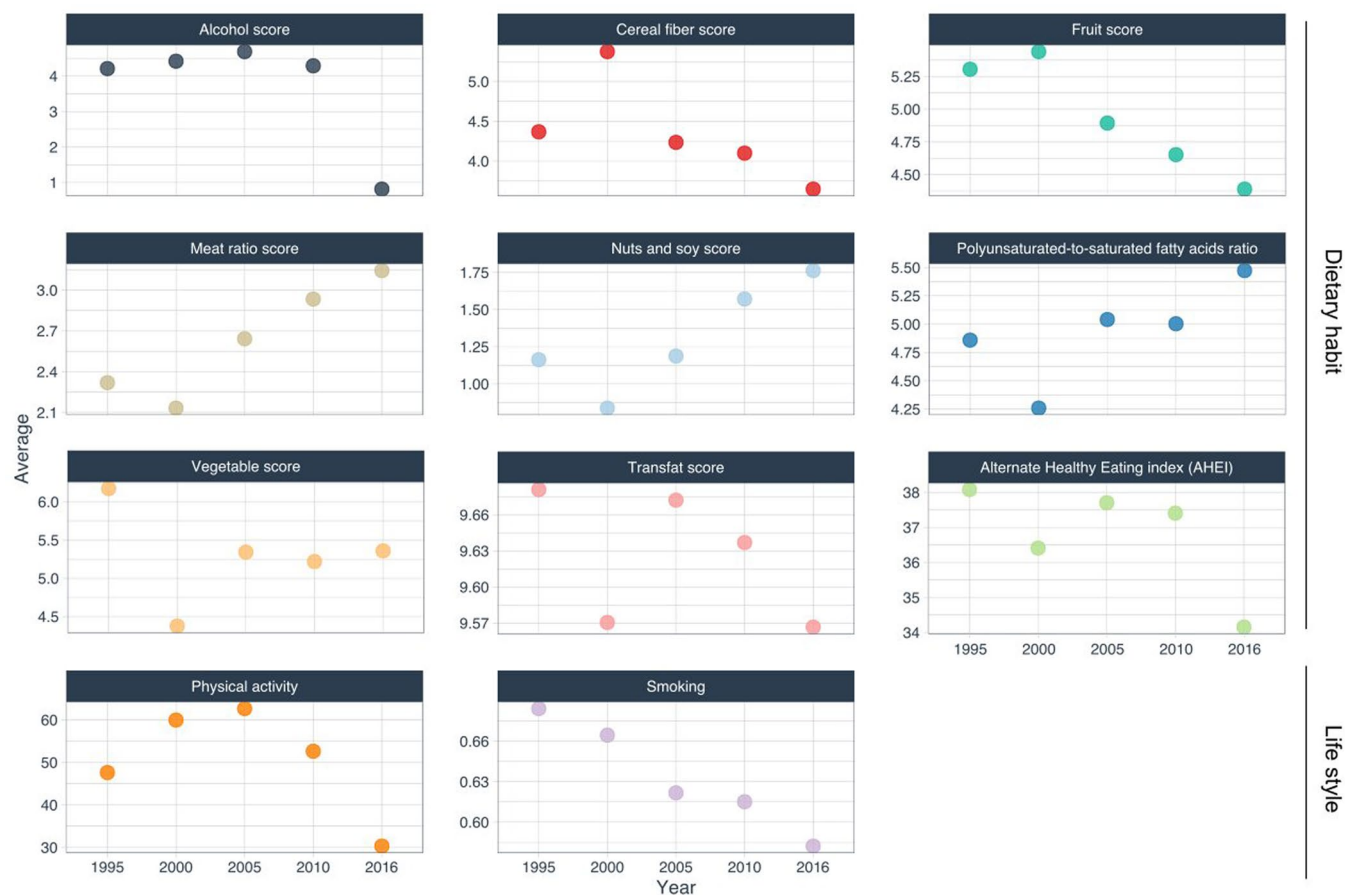 Alcohol score
Cereal fiber score
Fruit score
4
3
2
1
5.0
4.5
4.0
5.25
5.00
4.75
4.50
Meat ratio score
Nuts and soy score
Polyunsaturated-to-saturated fatty acids ratio
3.0
2.7
2.4
2.1
1.75
1.50
1.25
1.00
5.50
5.25
5.00
4.75
4.50
4.25
Vegetable score
Transfat score
Alternate Healthy Eating index (AHEI)
6.0
5.5
5.0
4.5
9.66
9.63
9.60
9.57
38
37
36
35
34
1995 2000 2005 2010 2016
Physical activity
Smoking
60
50
40
30
0.66
0.63
0.60
1995 2000 2005 2010 2016
1995 2000 2005 2010 2016
Average
Year
Dietary habit
Life style